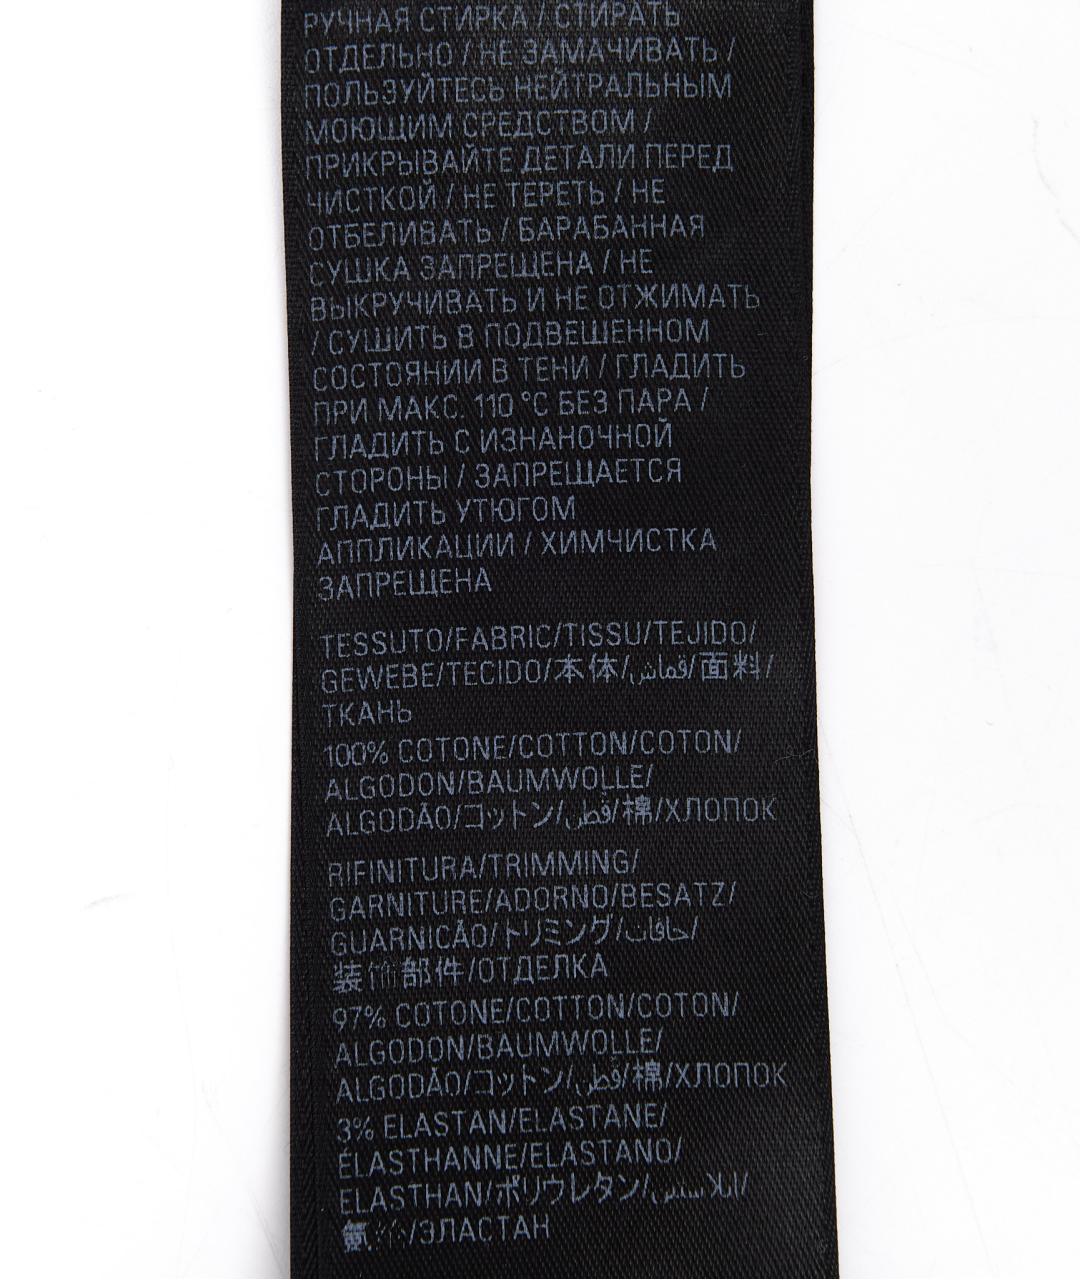 РУЧНАЯ СТИРКА / СТИРАТЬ
ОТДЕЛЬНО / НЕ ЗАМАЧИВАТЬ /
ПОЛЬЗУЙТЕСЬ НЕЙТРАЛЬНЫМ
МОЮЩИМ СРЕДСТВОМ /
ПРИКРЫВАЙТЕ ДЕТАЛИ ПЕРЕД
ЧИСТКОЙ / НЕ ТЕРЕТЬ / НЕ
ОТБЕЛИВАТЬ / БАРАБАННАЯ
СУШКА ЗАПРЕЩЕНА / НЕ
ВЫКРУЧИВАТЬ И НЕ ОТЖИМАТЬ
/ СУШИТЬ В ПОДВЕШЕННОМ
СОСТОЯНИИ В ТЕНИ / ГЛАДИТЬ
ПРИ МАКС. 110 °C БЕЗ ПАРА /
ГЛАДИТЬ С ИЗНАНОЧНОЙ
СТОРОНЫ / ЗАПРЕЩАЕТСЯ
ГЛАДИТЬ УТЮГОМ
АППЛИКАЦИИ / ХИМЧИСТКА
ЗАПРЕЩЕНА
TESSUTO/FABRIC/TISSU/TEJIDO/
GEWEBE/TECIDO/本体/قماش/面料/
ТКАНЬ
100% COTONE/COTTON/COTON/
ALGODON/BAUMWOLLE/
ALGODÃO/コットン/قطن/棉/ХЛОПОК
RIFINITURA/TRIMMING/
GARNITURE/ADORNO/BESATZ/
GUARNICÃO/トリミング/حافات/
装饰部件/ОТДЕЛКА
97% COTONE/COTTON/COTON/
ALGODON/BAUMWOLLE/
ALGODÃO/コットン/قطن/棉/ХЛОПОК
3% ELASTAN/ELASTANE/
ÉLASTHANNE/ELASTANO/
ELASTHAN/ポリウレタン/
/ЭЛАСТАН